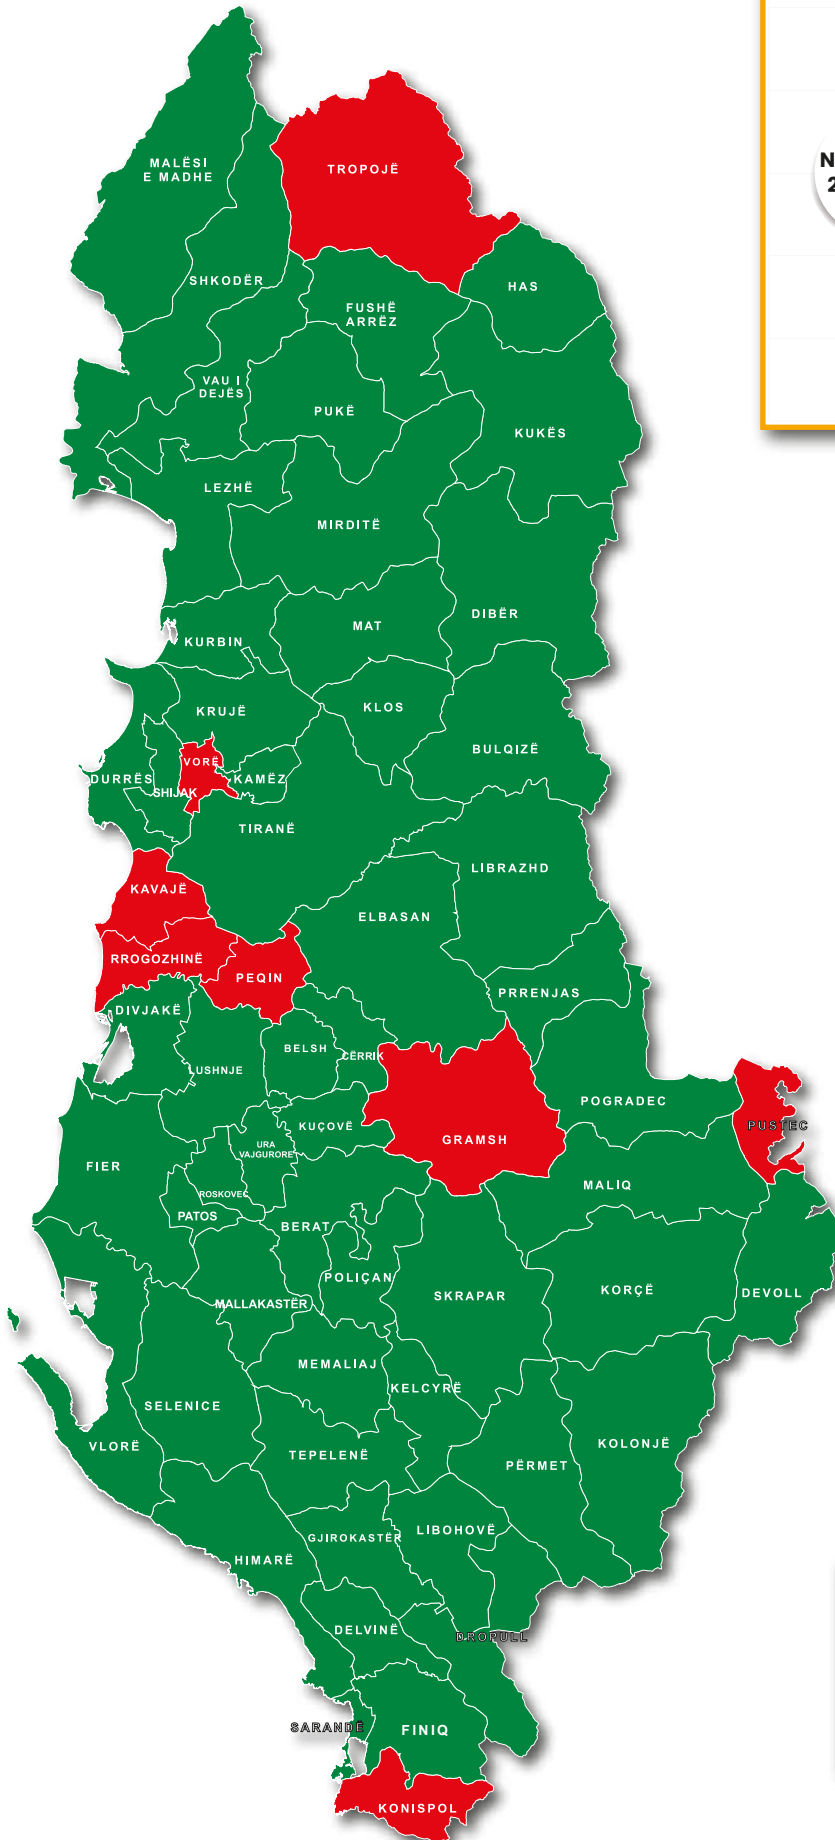 MALËSI
E MADHE
TROPOJË
N
2
SHKODËR
HAS
FUSHË
ARRËZ
VAU I
DEJËS
PUKË
KUKËS
LEZHË
MIRDITË
DIBËR
MAT
KURBIN
KLOS
KRUJË
BULQIZË
VORË
DURRËS
KAMËZ
SHIJAK
TIRANË
LIBRAZHD
KAVAJË
ELBASAN
RROGOZHINË
PEQIN
PRRENJAS
DIVJAKË
BELSH
CËRRIK
LUSHNJE
POGRADEC
KUÇOVË
PUSTEC
GRAMSH
URA
VAJGURORE
FIER
MALIQ
ROSKOVEC
PATOS
BERAT
POLIÇAN
KORÇË
DEVOLL
SKRAPAR
MALLAKASTËR
MEMALIAJ
KELCYRË
SELENICE
KOLONJË
VLORË
TEPELENË
PËRMET
LIBOHOVË
GJIROKASTËR
HIMARË
DELVINË
DROPULL
SARANDË
FINIQ
KONISPOL